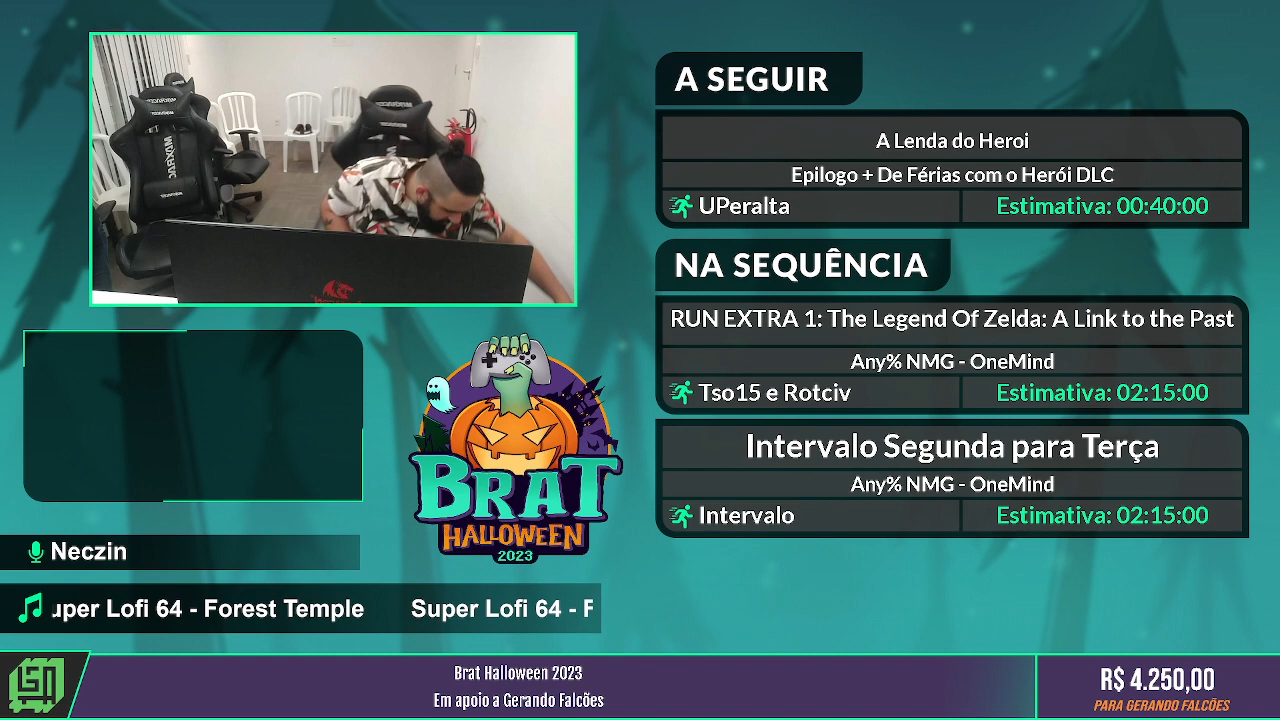 A SEGUIR
A Lenda do Heroi
Epilogo + De Férias com o Herói DLC
UPeralta
Estimativa: 00:40:00
NA SEQUÊNCIA
RUN EXTRA 1: The Legend Of Zelda: A Link to the Past
Any% NMG - OneMind
Tso15 e Rotciv
Estimativa: 02:15:00
Intervalo Segunda para Terça
Any% NMG - OneMind
Intervalo
Estimativa: 02:15:00
BRAT
HALLOWEEN
2023
Neczin
uper Lofi 64 - Forest Temple Super Lofi 64 - F
Brat Halloween 2023
Em apoio a Gerando Falcões
R$ 4.250,00
PARA GERANDO FALCÕES